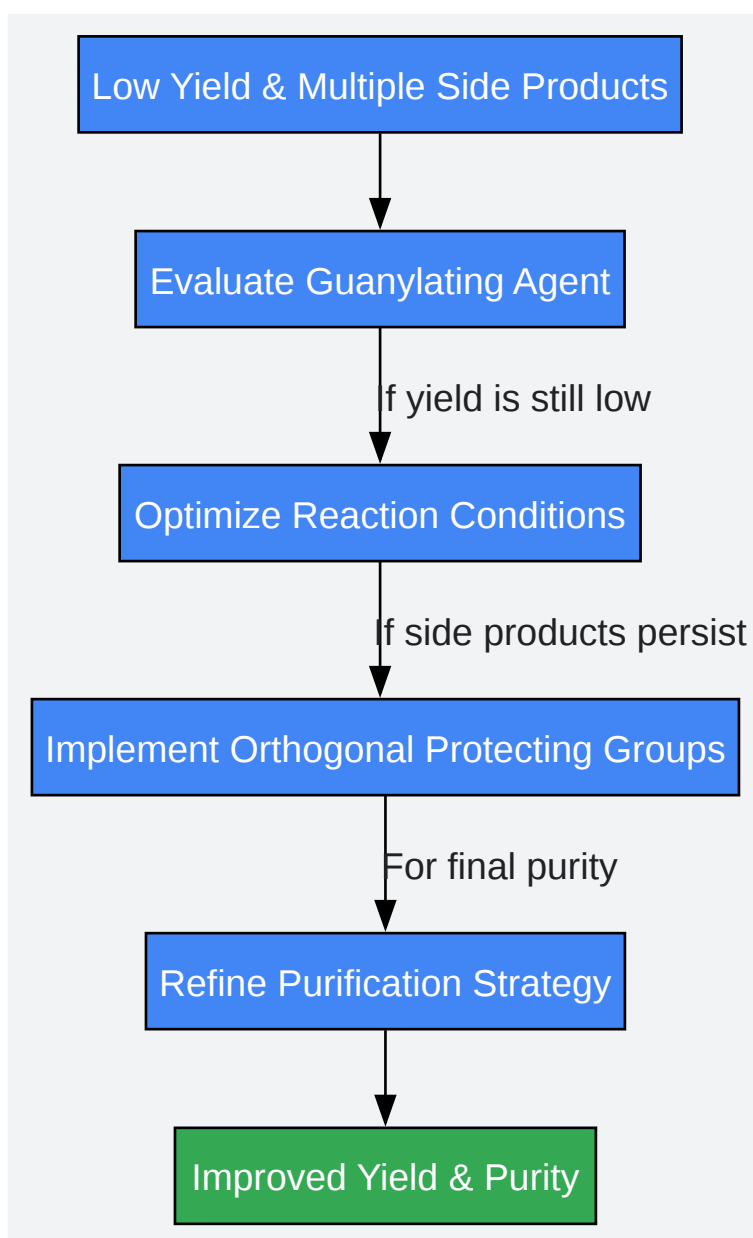 Low Yield & Multiple Side Products
Evaluate Guanylating Agent
If yield is still low
Optimize Reaction Conditions
If side products persist
Implement Orthogonal Protecting Groups
For final purity
Refine Purification Strategy
Improved Yield & Purity